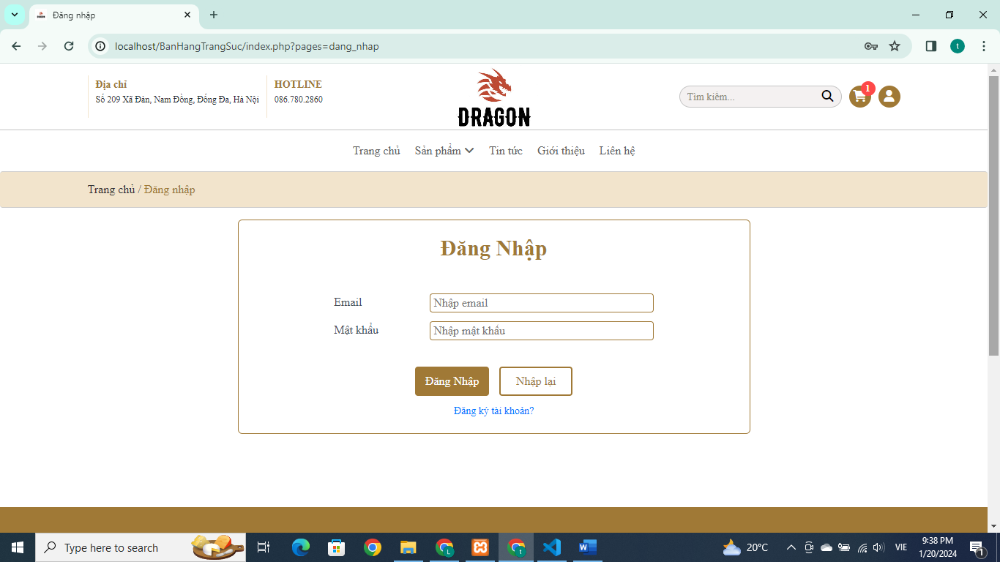 Đăng nhập
localhost/BanHangTrangSuc/index.php?pages=dang_nhap
t
Địa chỉ
Số 209 Xã Đàn, Nam Đồng, Đống Đa, Hà Nội
HOTLINE
086.780.2860
DRAGON
Tìm kiếm...
1
Trang chủ Sản phẩm Tin tức Giới thiệu Liên hệ
Trang chủ / Đăng nhập
Đăng Nhập
Email Nhập email
Mật khẩu Nhập mật khẩu
Đăng Nhập Nhập lại
Đăng ký tài khoản?
Type here to search
L
t
20°C
VIE
9:38 PM
1/20/2024
1